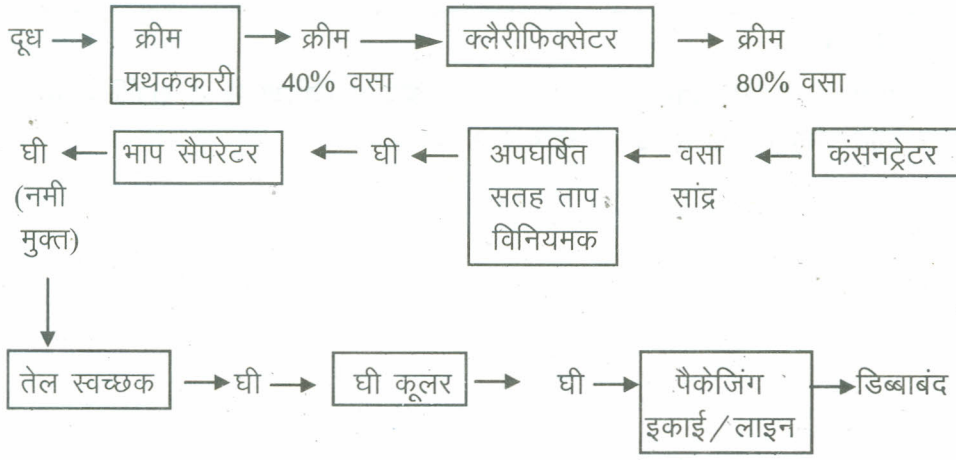 दूध क्रीम क्रीम क्लैरीफिक्सेटर क्रीम
प्रथककारी 40% वसा 80% वसा
घी भाप सैपरेटर घी अपघर्षित वसा कंसनट्रेटर
(नमी सतह ताप सांद्र
मुक्त) विनियमक
तेल स्वच्छक घी घी कूलर घी पैकेजिंग डिब्बाबंद
इकाई/लाइन